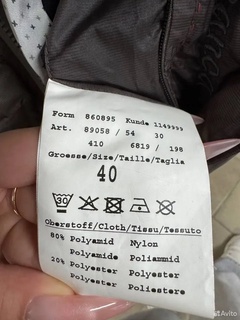 Form 860895 Kunde 1149999
Art. 89058 / 54 30
410 6819 / 198
Groesse/Size/Taille/Taglia
40
30
Oberstoff/Cloth/Tissu/Tessuto
80% Polyamid Nylon
Polyamide Poliammid
20% Polyester Polyester
Polyester Poliestere
Avito